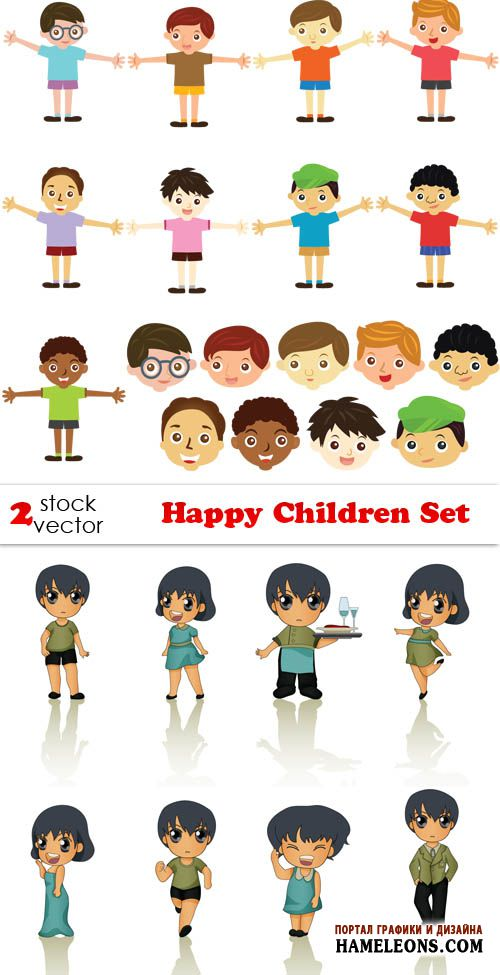 2 stock
vector
Happy Children Set
ПОРТАЛ ГРАФИКИ И ДИЗАЙНА
HAMELEONS.COM